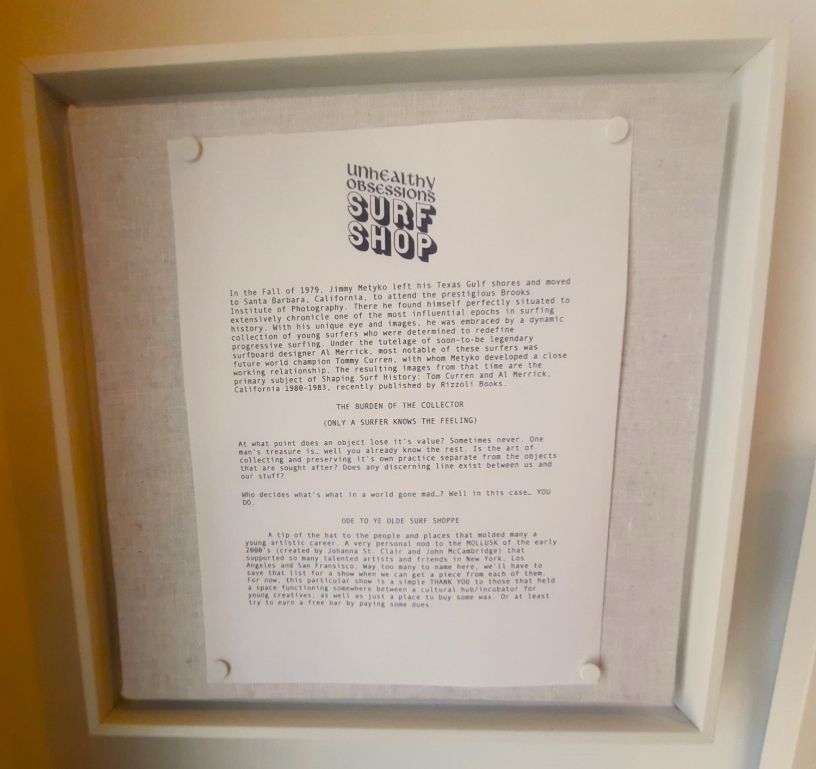 unhealthy
OBSESSIONS
SURF
SHOP
In the Fall of 1979, Jimmy Metyko left his Texas Gulf shores and moved
to Santa Barbara, California, to attend the prestigious Brooks
Institute of Photography. There he found himself perfectly situated to
extensively chronicle one of the most influential epochs in surfing
history. With his unique eye and images, he was embraced by a dynamic
collection of young surfers who were determined to redefine
progressive surfing. Under the tutelage of soon-to-be legendary
surfboard designer Al Merrick, most notable of these surfers was
future world champion Tommy Curren, with whom Metyko developed a close
working relationship. The resulting images from that time are the
primary subject of Shaping Surf History: Tom Curren and Al Merrick,
California 1980-1983, recently published by Rizzoli Books.
THE BURDEN OF THE COLLECTOR
(ONLY A SURFER KNOWS THE FEELING)
At what point does an object lose it's value? Sometimes never. One
man's treasure is… well you already know the rest. Is the art of
collecting and preserving it's own practice separate from the objects
that are sought after? Does any discerning line exist between us and
our stuff?
Who decides what's what in a world gone mad…? Well in this case… YOU
DO.
ODE TO YE OLDE SURF SHOPPE
A tip of the hat to the people and places that molded many a
young artistic career. A very personal nod to the MOLLUSK of the early
2000's (created by Johanna St. Clair and John McCambridge) that
supported so many talented artists and friends in New York, Los
Angeles and San Fransisco. Way too many to name here, we'll have to
save that list for a show when we can get a piece from each of them.
For now, this particular show is a simple THANK YOU to those that held
a space functioning somewhere between a cultural hub/incubator for
young creatives, as well as just a place to buy some wax. Or at least
try to earn a free bar by paying some dues.